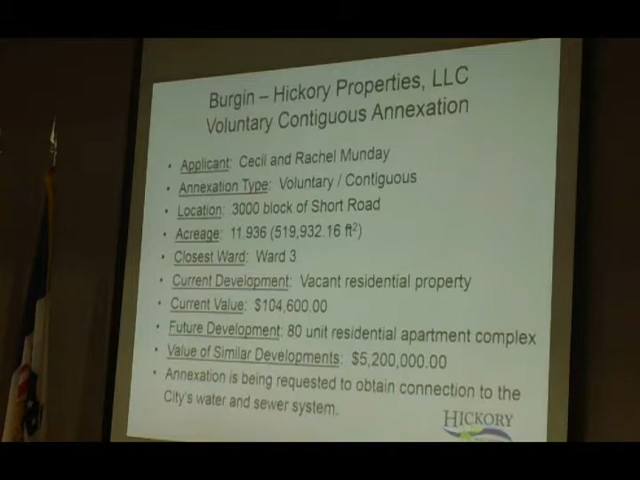 Burgin – Hickory Properties, LLC
Voluntary Contiguous Annexation
• Applicant: Cecil and Rachel Munday
• Annexation Type: Voluntary / Contiguous
• Location: 3000 block of Short Road
• Acreage: 11.936 (519,932.16 ft²)
• Closest Ward: Ward 3
• Current Development: Vacant residential property
• Current Value: $104,600.00
• Future Development: 80 unit residential apartment complex
• Value of Similar Developments: $5,200,000.00
• Annexation is being requested to obtain connection to the
City's water and sewer system.
HICKORY